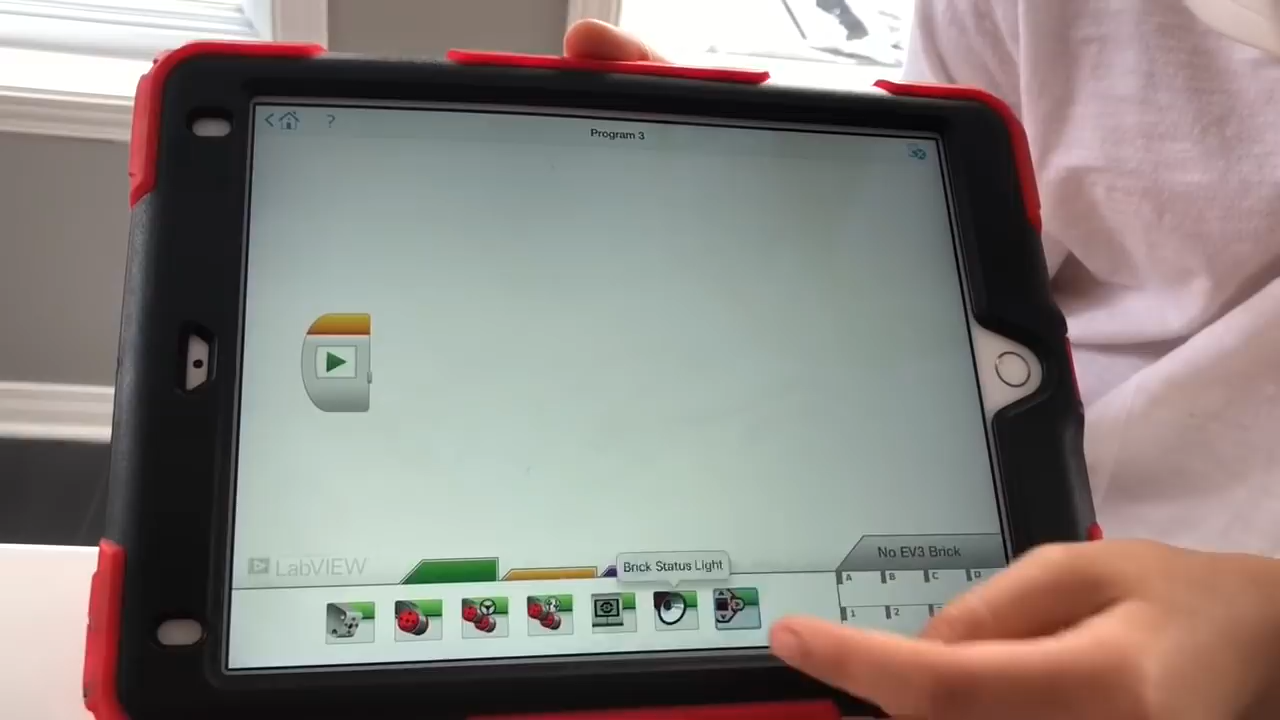 ?
Program 3
LabVIEW
Brick Status Light
No EV3 Brick
A B C D
1 2